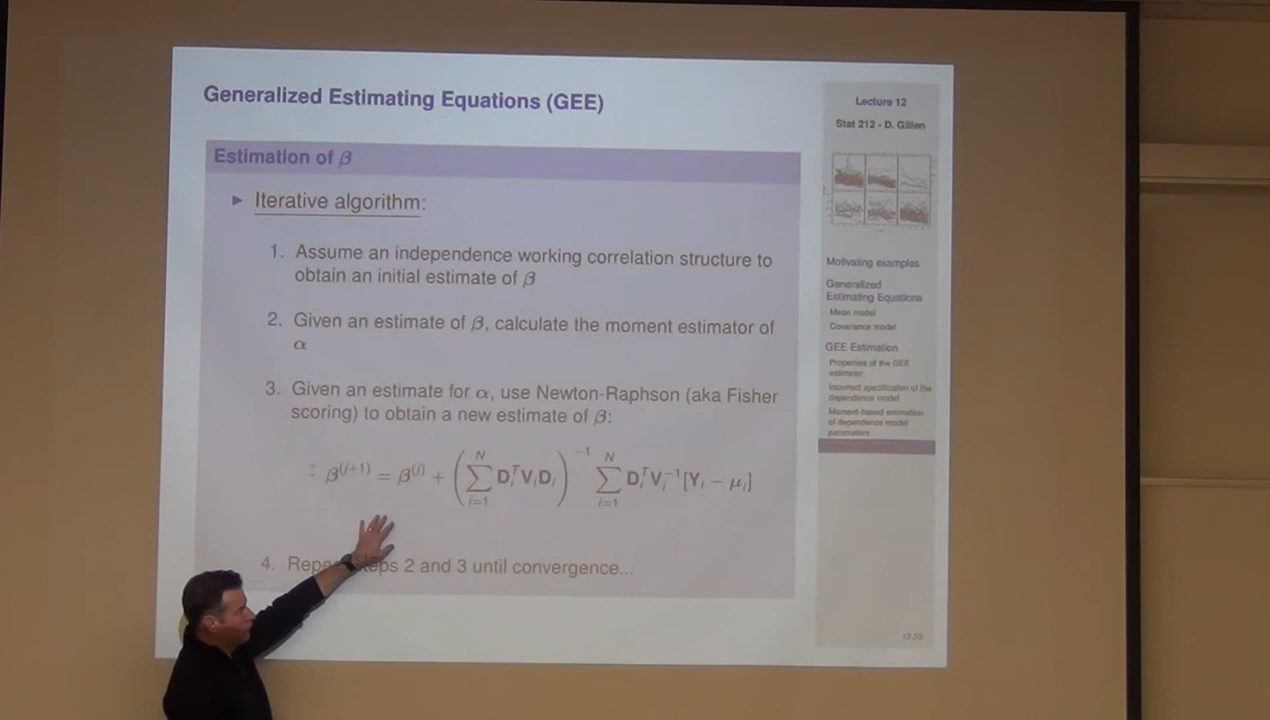 Generalized Estimating Equations (GEE)
Estimation of β
► Iterative algorithm:
1. Assume an independence working correlation structure to
obtain an initial estimate of β
2. Given an estimate of β, calculate the moment estimator of
α
3. Given an estimate for α, use Newton-Raphson (aka Fisher
scoring) to obtain a new estimate of β:
β^(j+1) = β^(j) + (∑_{i=1}^{N} D_i^T V_i D_i)^{-1} ∑_{i=1}^{N} D_i^T V_i^{-1} [Y_i − μ_i]
4. steps 2 and 3 until convergence...
Lecture 12
Stat 212 - D. Gillen
Motivating examples
Generalized
Estimating Equations
Mean model
Covariance model
GEE Estimation
Properties of the GEE
estimator
Incorrect specification of the
dependence model
Moment-based estimation
of dependence model
parameters